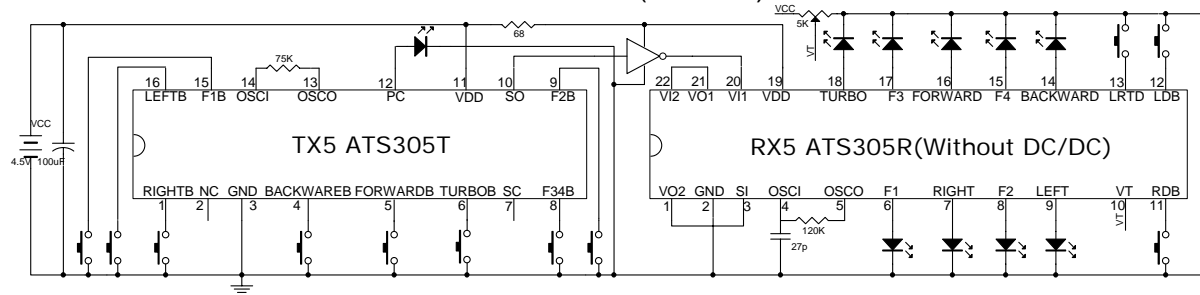 VCC
5K
VT
68
75K
16 15 14 13 12 11 10 9
LEFTB F1B OSCI OSCO PC VDD SO F2B
22 21 20 19 18 17 16 15 14 13 12
VI2 VO1 VI1 VDD TURBO F3 FORWARD F4 BACKWARD LRTD LDB
VCC
4.5V 100uF
TX5 ATS305T
RX5 ATS305R(Without DC/DC)
RIGHTB NC GND BACKWAREB FORWARDB TURBOB SC F34B
1 2 3 4 5 6 7 8
VO2 GND SI OSCI OSCO F1 RIGHT F2 LEFT VT RDB
1 2 3 4 5 6 7 8 9 10 11
120K
27p
VT